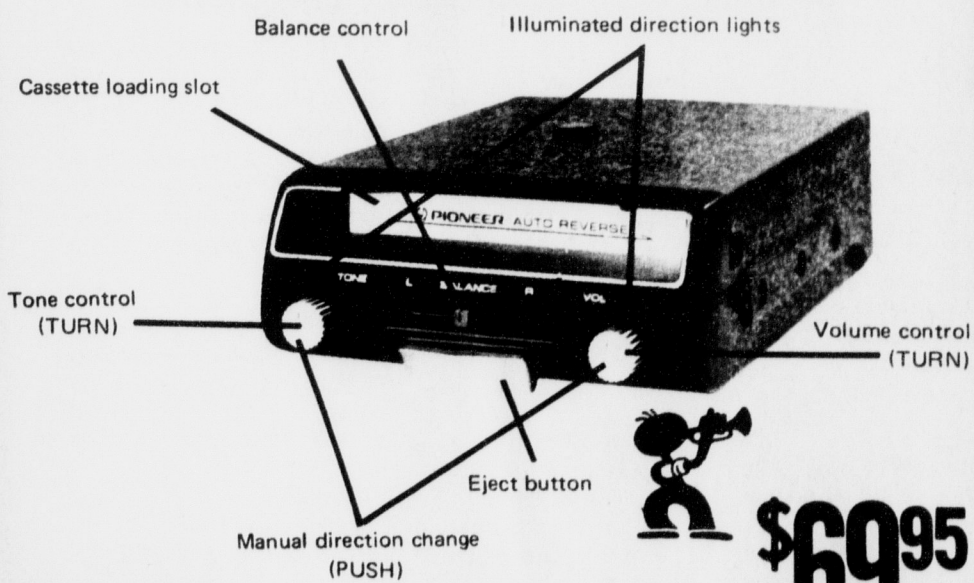 Balance control
Illuminated direction lights
Cassette loading slot
PIONEER AUTO REVERSE
TONE L BALANCE R VOL
Tone control
(TURN)
Volume control
(TURN)
Eject button
Manual direction change
(PUSH)
$6995